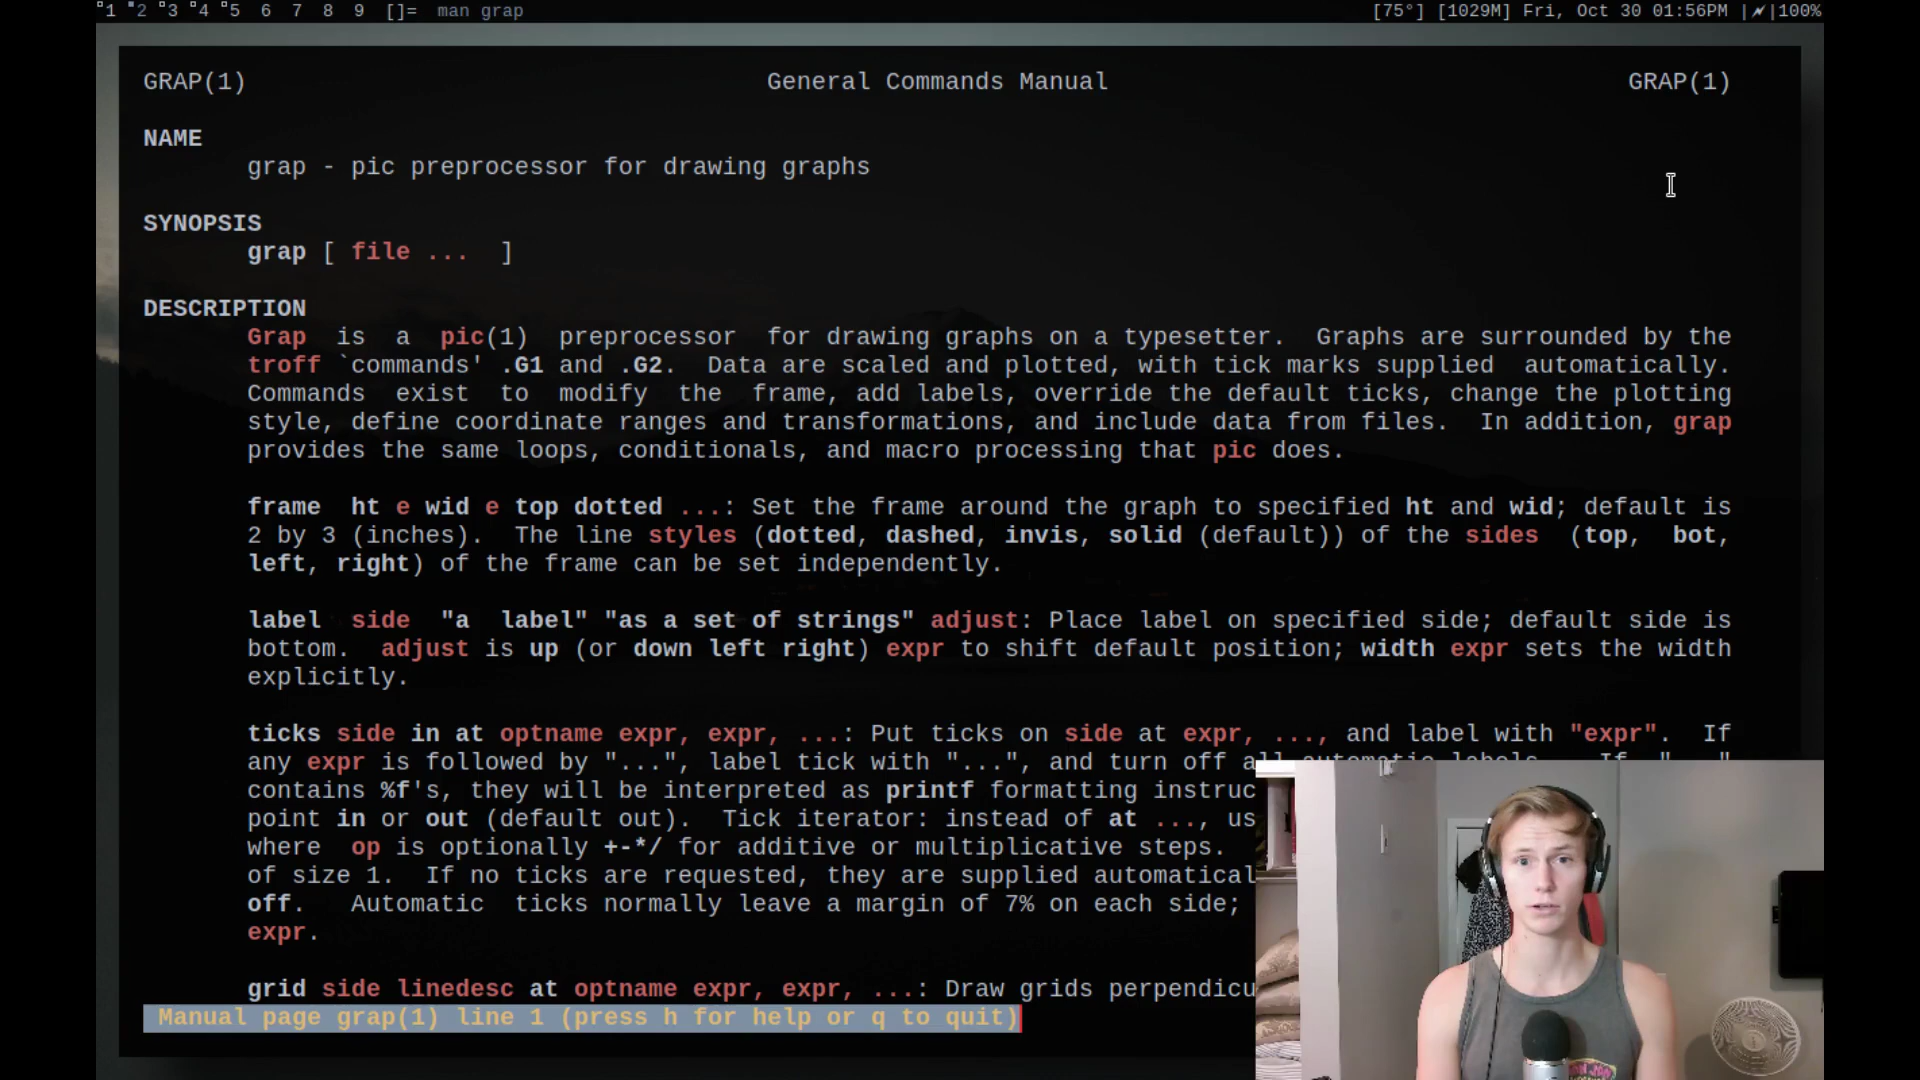 1 2 3 4 5 6 7 8 9 []= man grap [75°] [1029M] Fri, Oct 30 01:56PM | |100%
GRAP(1) General Commands Manual GRAP(1)
NAME
grap - pic preprocessor for drawing graphs
SYNOPSIS
grap [ file ... ]
DESCRIPTION
Grap is a pic(1) preprocessor for drawing graphs on a typesetter. Graphs are surrounded by the
troff `commands' .G1 and .G2. Data are scaled and plotted, with tick marks supplied automatically.
Commands exist to modify the frame, add labels, override the default ticks, change the plotting
style, define coordinate ranges and transformations, and include data from files. In addition, grap
provides the same loops, conditionals, and macro processing that pic does.
frame ht e wid e top dotted ...: Set the frame around the graph to specified ht and wid; default is
2 by 3 (inches). The line styles (dotted, dashed, invis, solid (default)) of the sides (top, bot,
left, right) of the frame can be set independently.
label side "a label" "as a set of strings" adjust: Place label on specified side; default side is
bottom. adjust is up (or down left right) expr to shift default position; width expr sets the width
explicitly.
ticks side in at optname expr, expr, ...: Put ticks on side at expr, ..., and label with "expr". If
any expr is followed by "...", label tick with "...", and turn off all automatic labels. If "..."
contains %f's, they will be interpreted as printf formatting instruc
point in or out (default out). Tick iterator: instead of at ..., us
where op is optionally +-*/ for additive or multiplicative steps.
of size 1. If no ticks are requested, they are supplied automatical
off. Automatic ticks normally leave a margin of 7% on each side;
expr.
grid side linedesc at optname expr, expr, ...: Draw grids perpendicu
Manual page grap(1) line 1 (press h for help or q to quit)